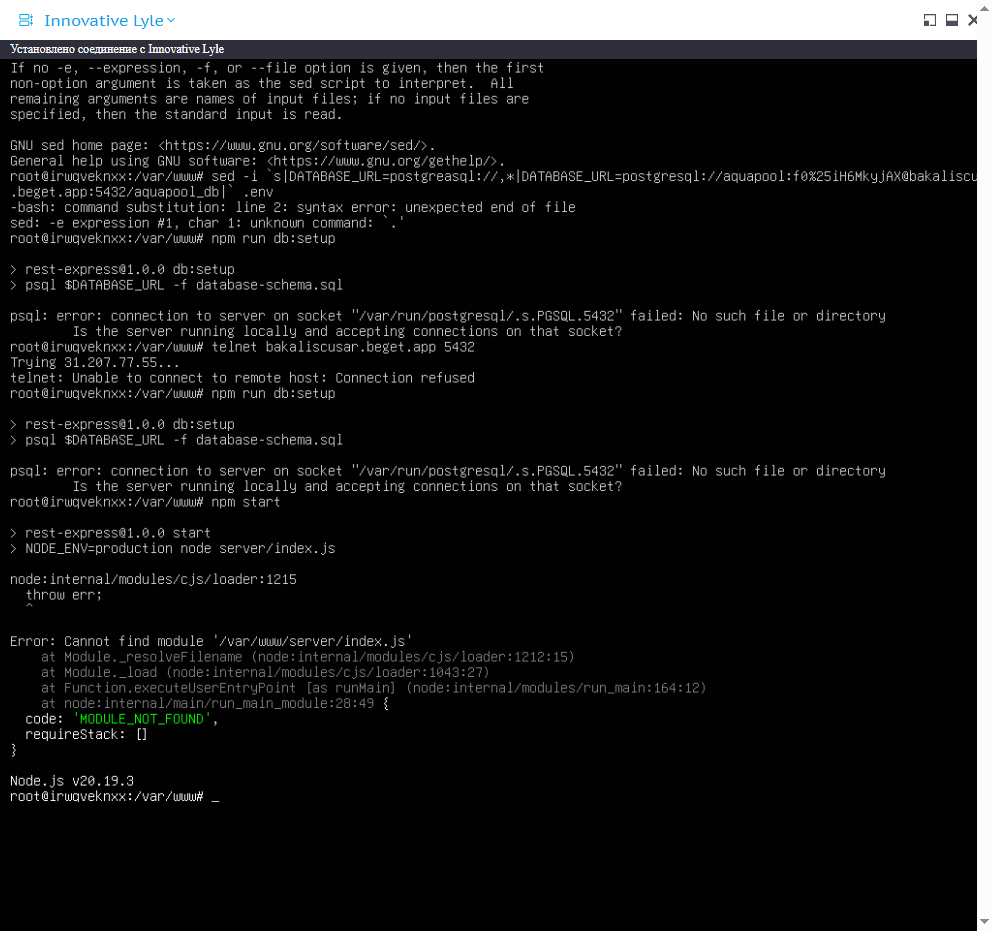 Innovative Lyle
Установлено соединение с Innovative Lyle
If no -e, --expression, -f, or --file option is given, then the first
non-option argument is taken as the sed script to interpret.  All
remaining arguments are names of input files; if no input files are
specified, then the standard input is read.

GNU sed home page: <https://www.gnu.org/software/sed/>.
General help using GNU software: <https://www.gnu.org/gethelp/>.
root@irwqveknxx:/var/www# sed -i `s|DATABASE_URL=postgreasql://,*|DATABASE_URL=postgresql://aquapool:f0%25iH6MkyjAX@bakaliscu
.beget.app:5432/aquapool_db|` .env
-bash: command substitution: line 2: syntax error: unexpected end of file
sed: -e expression #1, char 1: unknown command: `.'
root@irwqveknxx:/var/www# npm run db:setup

> rest-express@1.0.0 db:setup
> psql $DATABASE_URL -f database-schema.sql

psql: error: connection to server on socket "/var/run/postgresql/.s.PGSQL.5432" failed: No such file or directory
        Is the server running locally and accepting connections on that socket?
root@irwqveknxx:/var/www# telnet bakaliscusar.beget.app 5432
Trying 31.207.77.55...
telnet: Unable to connect to remote host: Connection refused
root@irwqveknxx:/var/www# npm run db:setup

> rest-express@1.0.0 db:setup
> psql $DATABASE_URL -f database-schema.sql

psql: error: connection to server on socket "/var/run/postgresql/.s.PGSQL.5432" failed: No such file or directory
        Is the server running locally and accepting connections on that socket?
root@irwqveknxx:/var/www# npm start

> rest-express@1.0.0 start
> NODE_ENV=production node server/index.js

node:internal/modules/cjs/loader:1215
  throw err;
  ^

Error: Cannot find module '/var/www/server/index.js'
    at Module._resolveFilename (node:internal/modules/cjs/loader:1212:15)
    at Module._load (node:internal/modules/cjs/loader:1043:27)
    at Function.executeUserEntryPoint [as runMain] (node:internal/modules/run_main:164:12)
    at node:internal/main/run_main_module:28:49 {
  code: 'MODULE_NOT_FOUND',
  requireStack: []
}

Node.js v20.19.3
root@irwqveknxx:/var/www# _